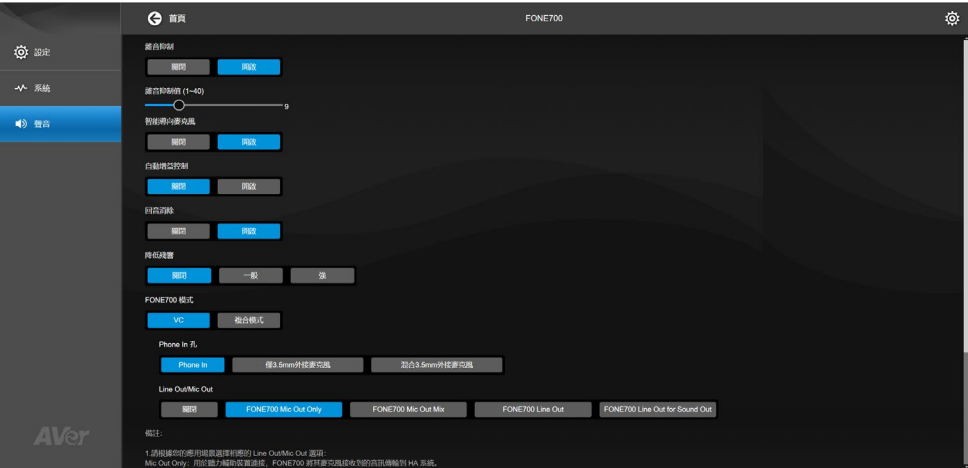 首頁
FONE700
設定
系統
聲音
雜音抑制
關閉 開啟
雜音抑制值 (1~40)
9
智能導向麥克風
關閉 開啟
自動增益控制
關閉 開啟
回音消除
關閉 開啟
降低殘響
關閉 一般 強
FONE700 模式
VC 複合模式
Phone In 孔
Phone In 僅3.5mm外接麥克風 混合3.5mm外接麥克風
Line Out/Mic Out
關閉 FONE700 Mic Out Only FONE700 Mic Out Mix FONE700 Line Out FONE700 Line Out for Sound Out
備註:
1.請根據您的應用場景選擇相應的 Line Out/Mic Out 選項:
Mic Out Only: 用於聽力輔助裝置連接，FONE700 將其麥克風接收到的音訊傳輸到 HA 系統。
AVer